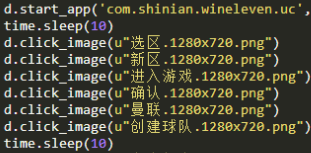 d.start_app('com.shinian.wineleven.uc',
time.sleep(10)
d.click_image(u"选区.1280x720.png")
d.click_image(u"新区.1280x720.png")
d.click_image(u"进入游戏.1280x720.png")
d.click_image(u"确认.1280x720.png")
d.click_image(u"曼联.1280x720.png")
d.click_image(u"创建球队.1280x720.png")
time.sleep(10)